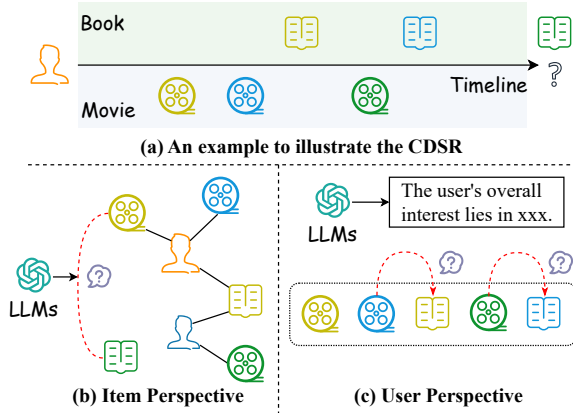 Book
Timeline
?
Movie
(a) An example to illustrate the CDSR
LLMs
?
(b) Item Perspective
LLMs
The user's overall
interest lies in xxx.
?
?
(c) User Perspective